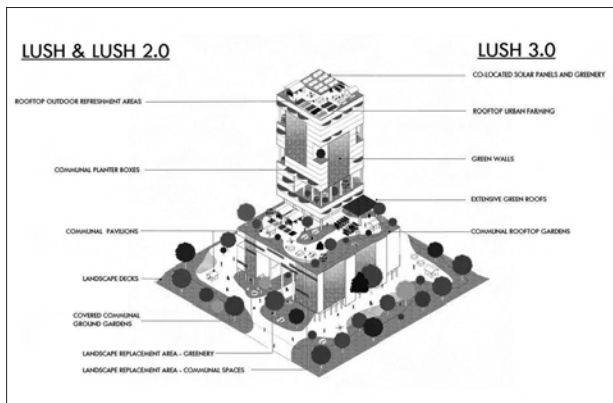 LUSH & LUSH 2.0
LUSH 3.0
CO-LOCATED SOLAR PANELS AND GREENERY
ROOFTOP OUTDOOR REFRESHMENT AREAS
ROOFTOP URBAN FARMING
GREEN WALLS
COMMUNAL PLANTER BOXES
EXTENSIVE GREEN ROOFS
COMMUNAL PAVILIONS
COMMUNAL ROOFTOP GARDENS
LANDSCAPE DECKS
COVERED COMMUNAL
GROUND GARDENS
LANDSCAPE REPLACEMENT AREA - GREENERY
LANDSCAPE REPLACEMENT AREA - COMMUNAL SPACES